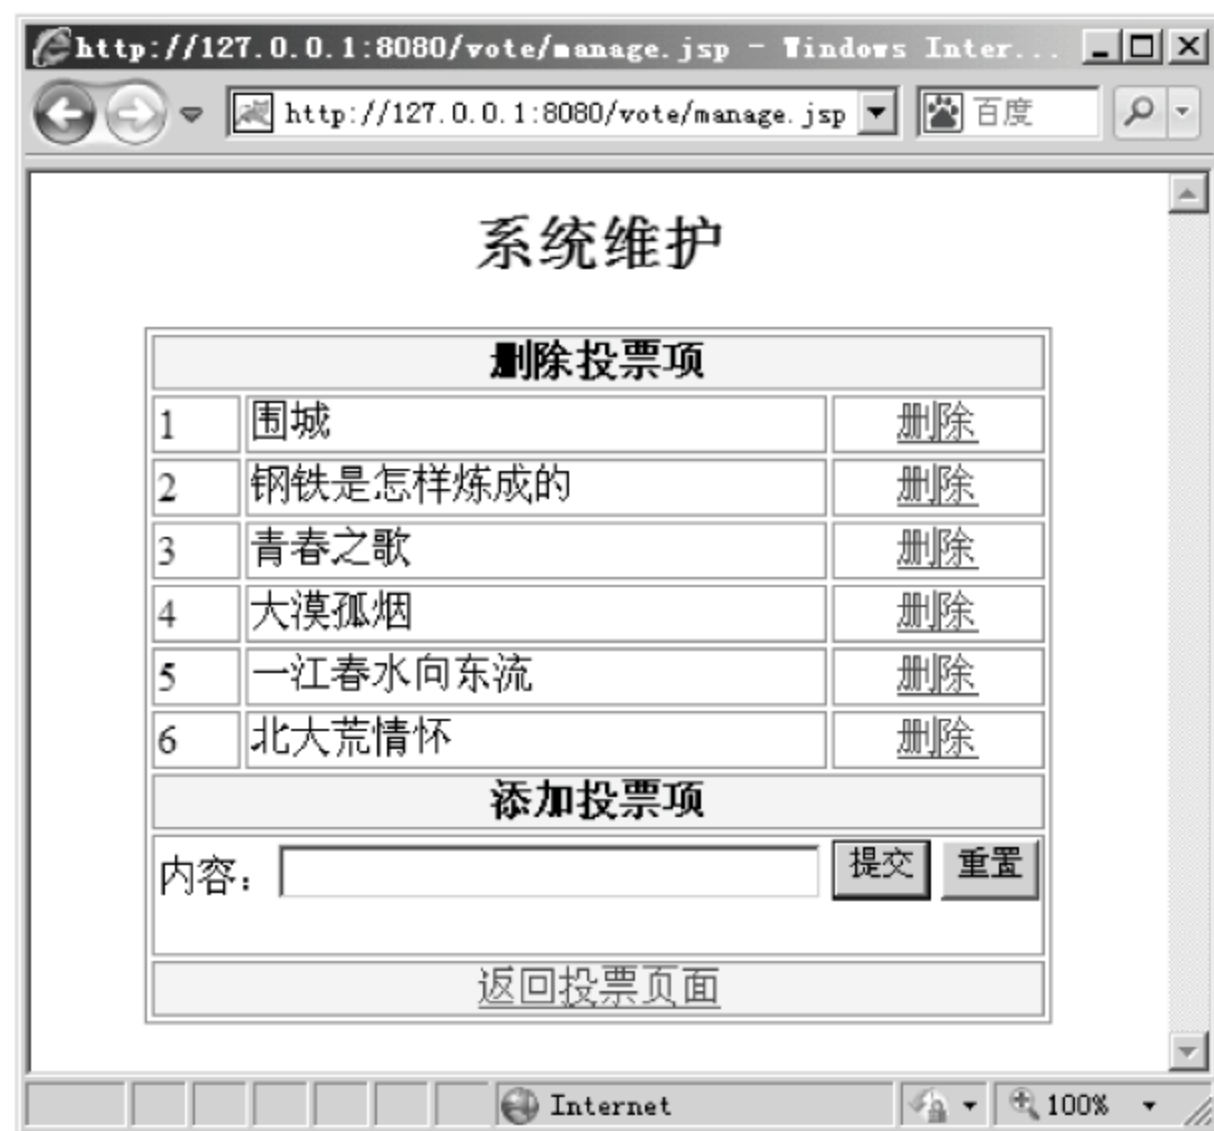 http://127.0.0.1:8080/vote/manage.jsp - Windows Inter...
http://127.0.0.1:8080/vote/manage.jsp 百度
系统维护
删除投票项
1 围城 删除
2 钢铁是怎样炼成的 删除
3 青春之歌 删除
4 大漠孤烟 删除
5 一江春水向东流 删除
6 北大荒情怀 删除
添加投票项
内容： 提交 重置
返回投票页面
Internet 100%